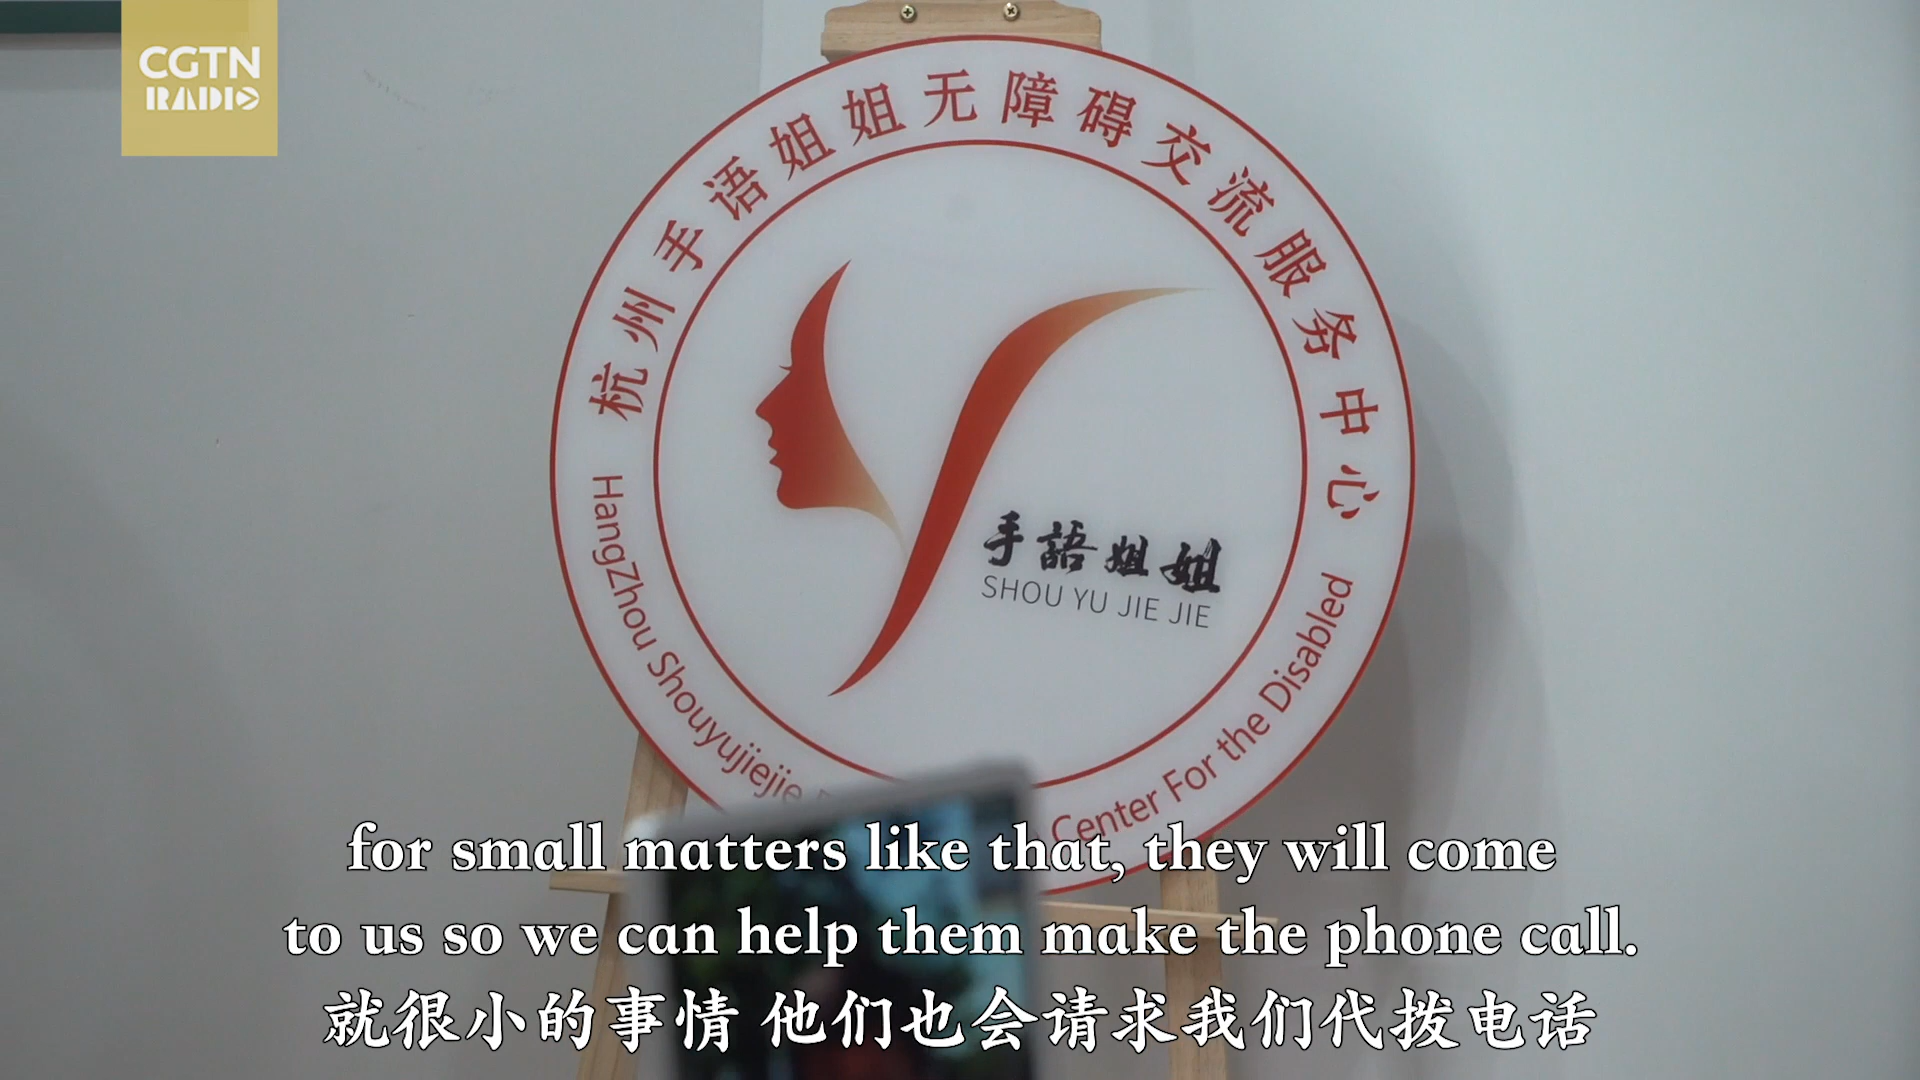 CGTN
RADIO
杭州手语姐姐无障碍交流服务中心
手語姐姐
SHOU YU JIE JIE
HangZhou Shouyujiejie
Center For the Disabled
for small matters like that, they will come
to us so we can help them make the phone call.
就很小的事情 他们也会请求我们代拨电话